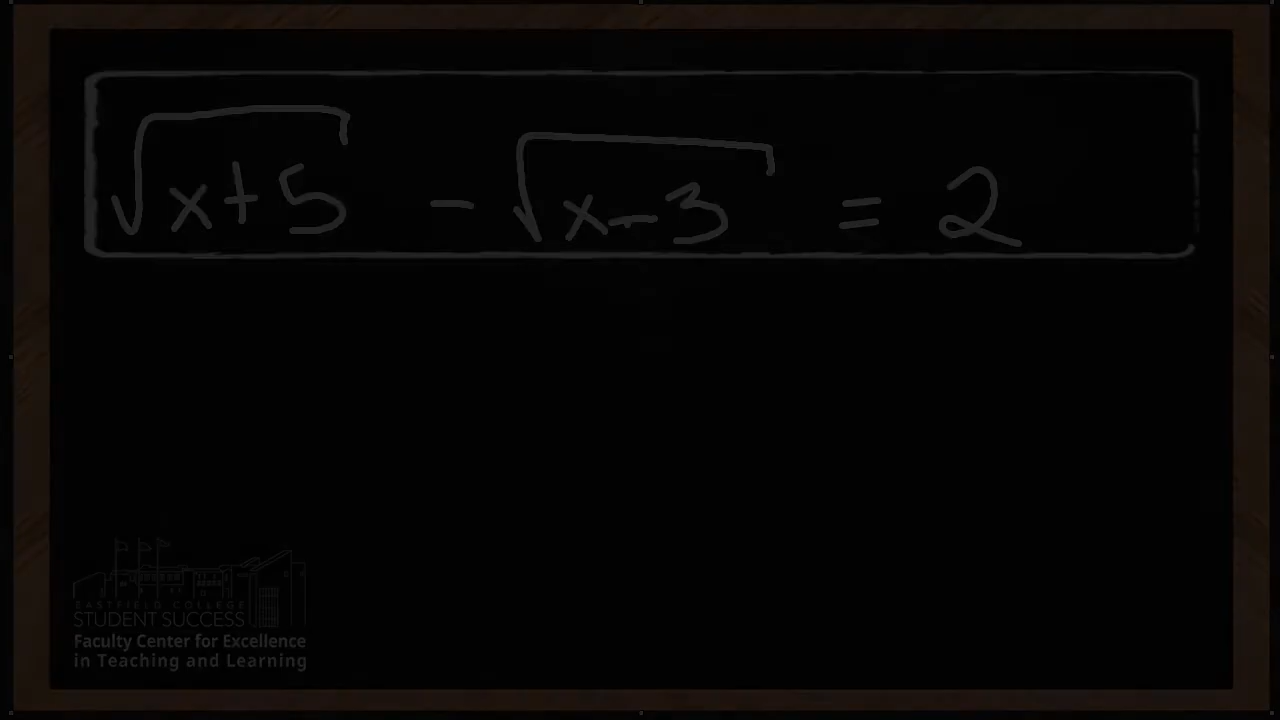 √x+5 - √x-3 = 2
EASTFIELD COLLEGE
STUDENT SUCCESS
Faculty Center for Excellence
in Teaching and Learning